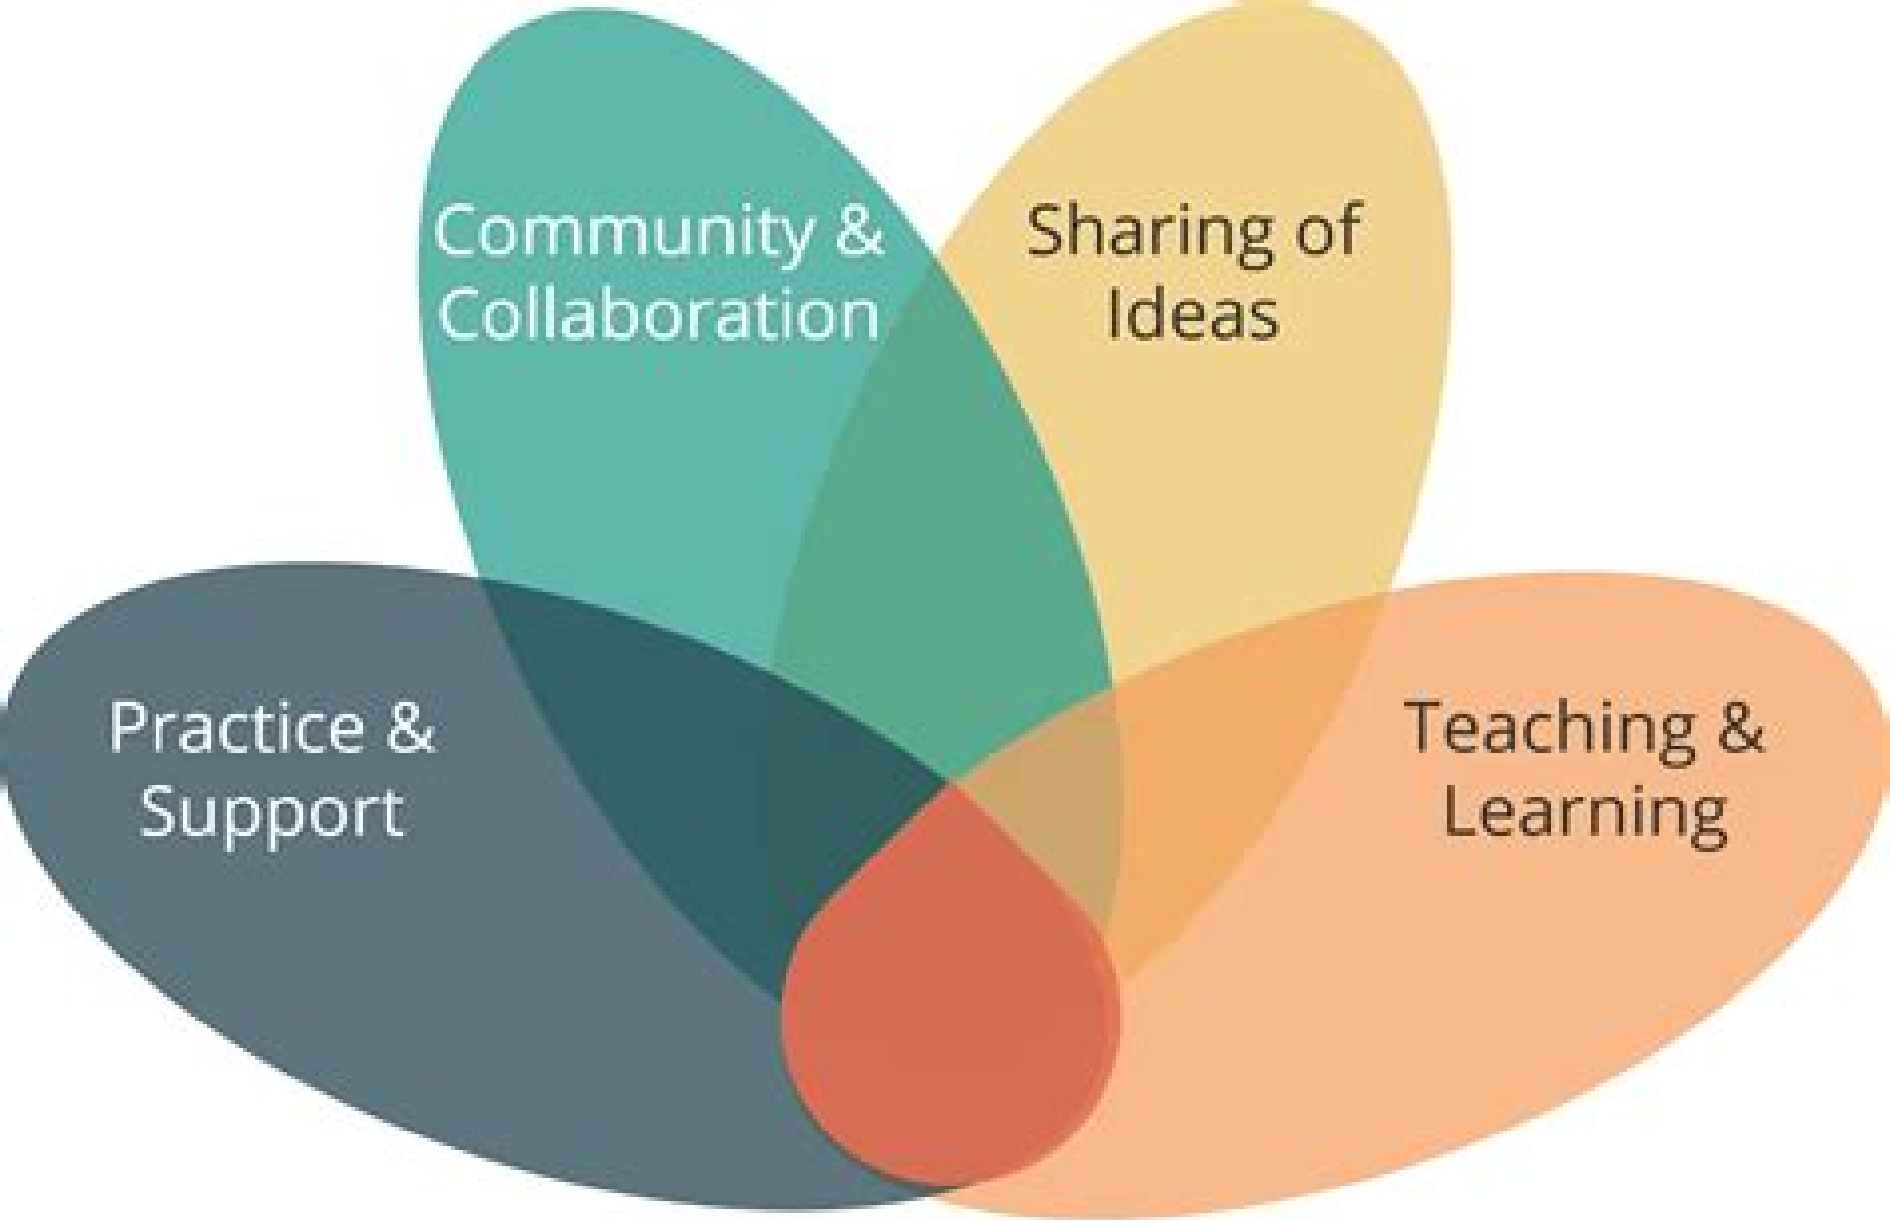 Community &
Collaboration
Sharing of
Ideas
Practice &
Support
Teaching &
Learning